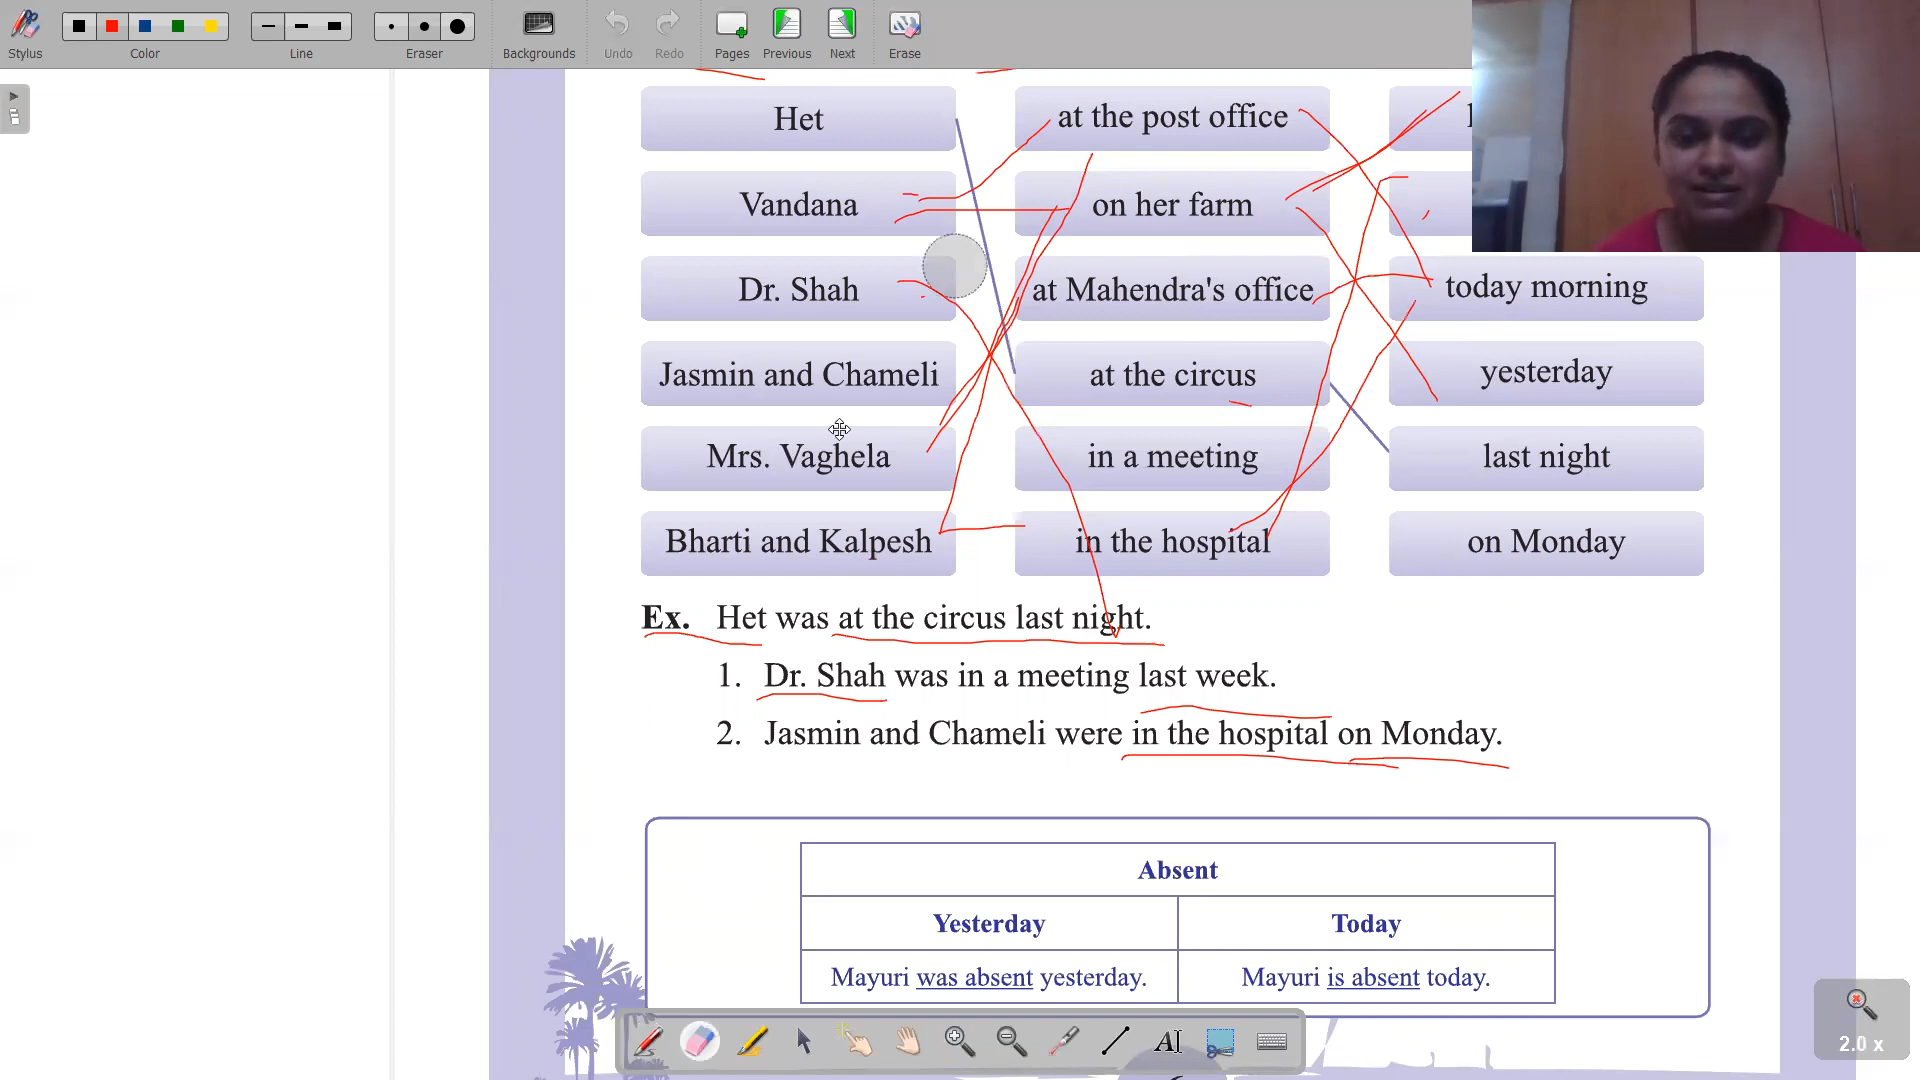 Stylus Color Line Eraser Backgrounds Undo Redo Pages Previous Next Erase
Het at the post office
Vandana on her farm
Dr. Shah at Mahendra's office today morning
Jasmin and Chameli at the circus yesterday
Mrs. Vaghela in a meeting last night
Bharti and Kalpesh in the hospital on Monday
Ex. Het was at the circus last night.
1. Dr. Shah was in a meeting last week.
2. Jasmin and Chameli were in the hospital on Monday.
Absent
Yesterday Today
Mayuri was absent yesterday. Mayuri is absent today.
2.0 x